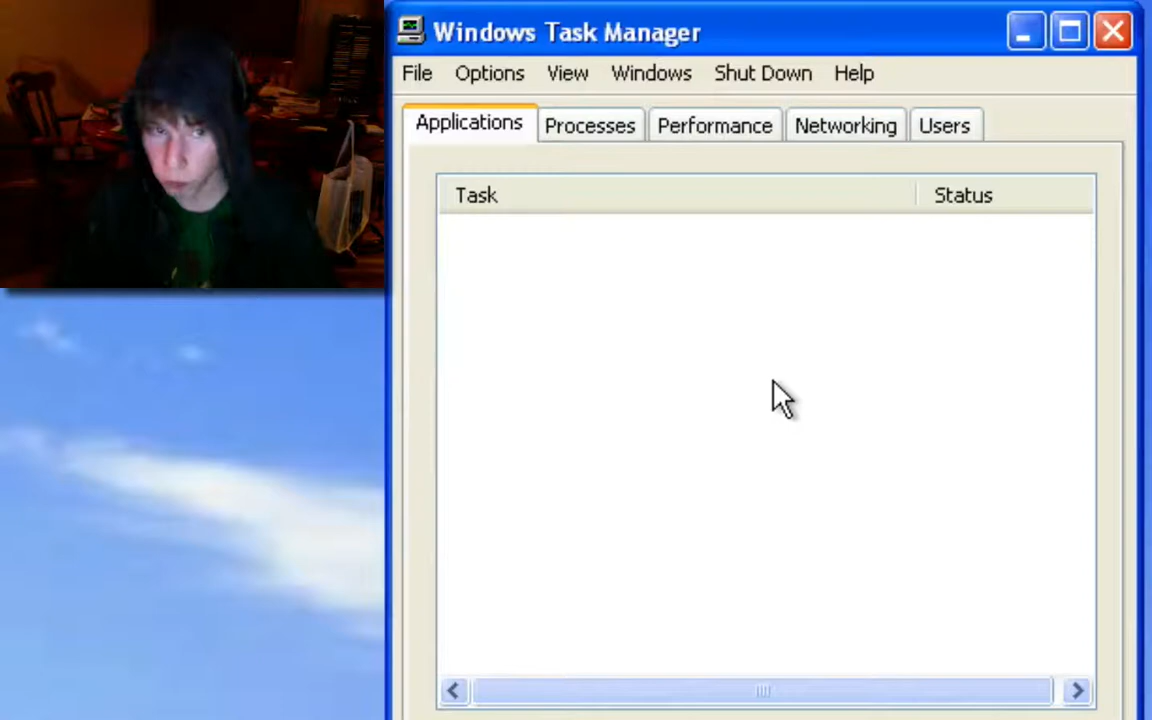 Windows Task Manager
File Options View Windows Shut Down Help
Applications Processes Performance Networking Users
Task Status